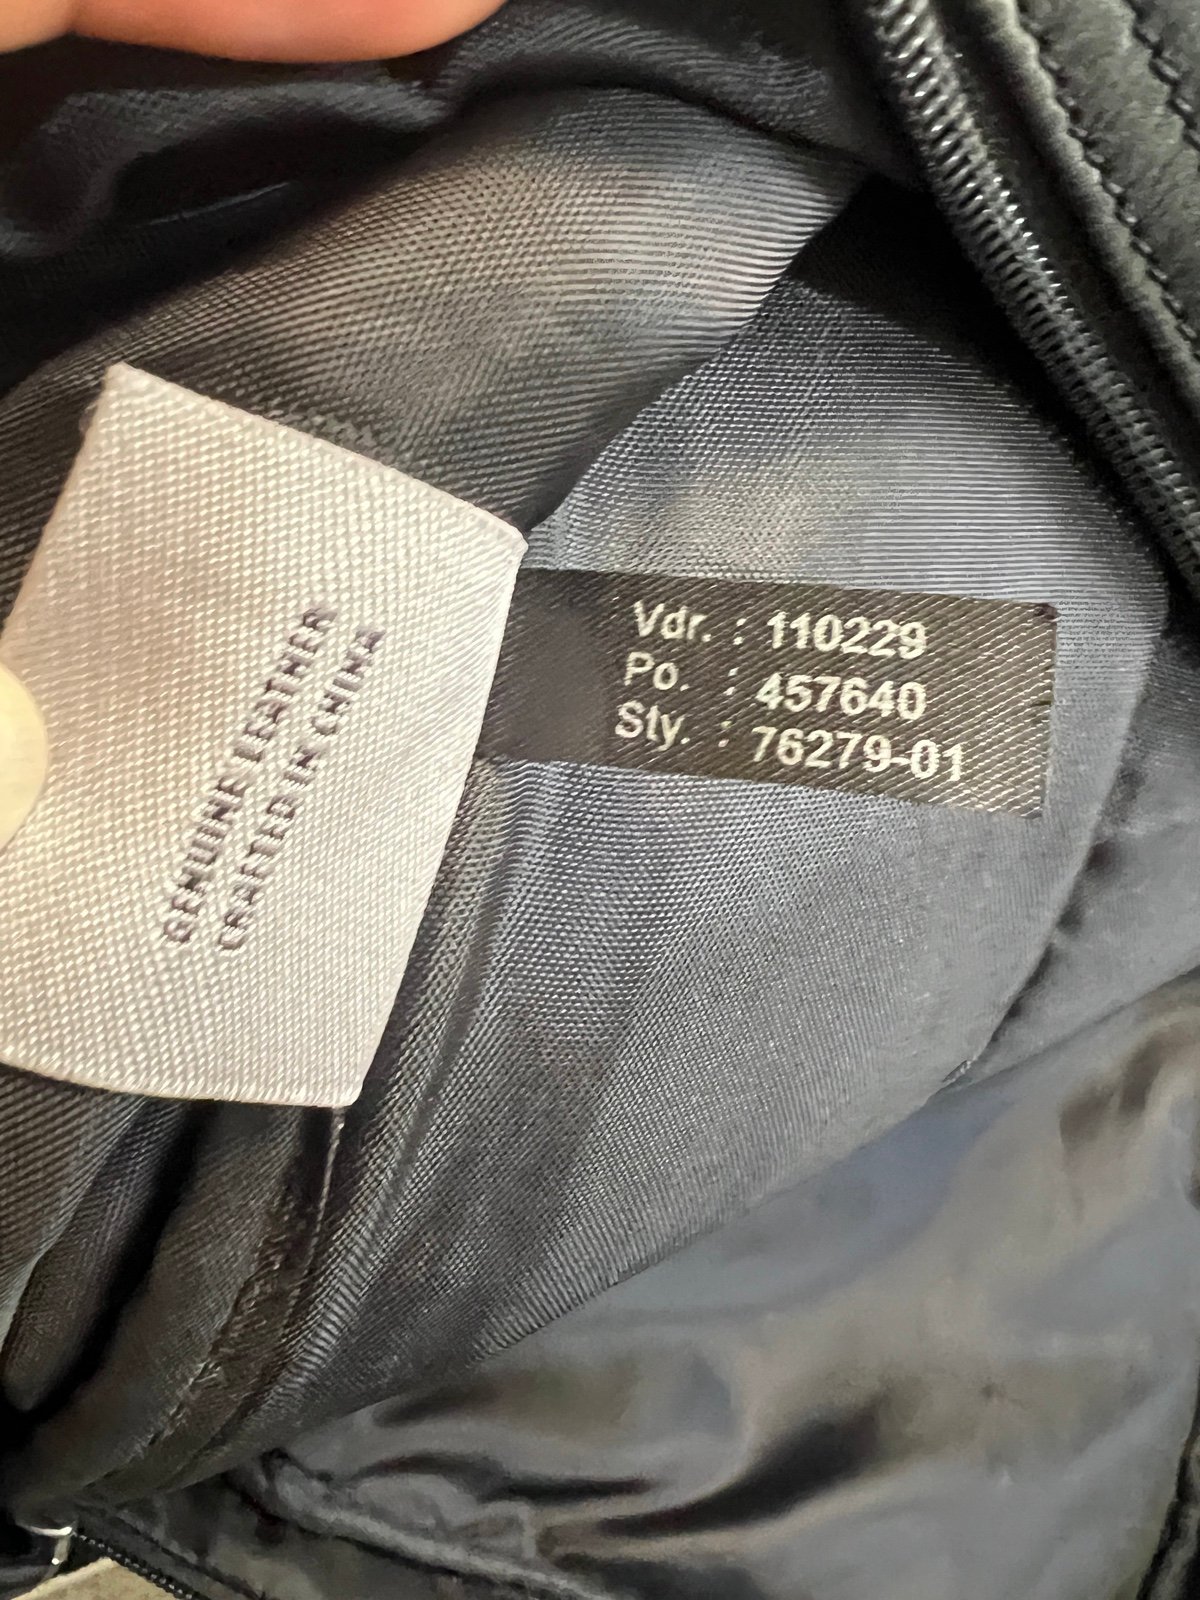 GENUINE LEATHER
CRAFTED IN CHINA
Vdr. : 110229
Po. : 457640
Sty. : 76279-01